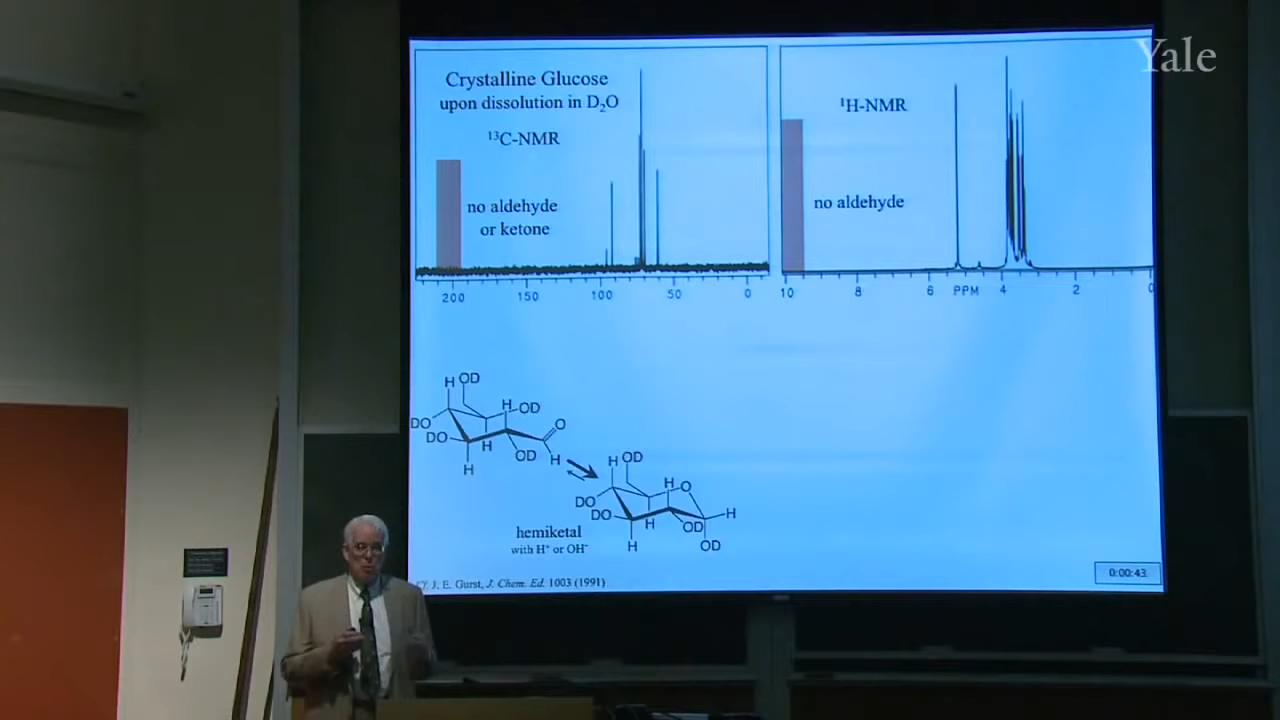 Yale
Crystalline Glucose
upon dissolution in D₂O
¹³C-NMR
no aldehyde
or ketone
200 150 100 50 0
¹H-NMR
no aldehyde
10 8 6 PPM 4 2 0
H OD
H OD
DO
DO
O
H
OD H
H
H OD
H O
DO
DO
H
H
OD
H
OD
hemiketal
with H⁺ or OH⁻
J. E. Gurst, J. Chem. Ed. 1003 (1991)
0:00:43